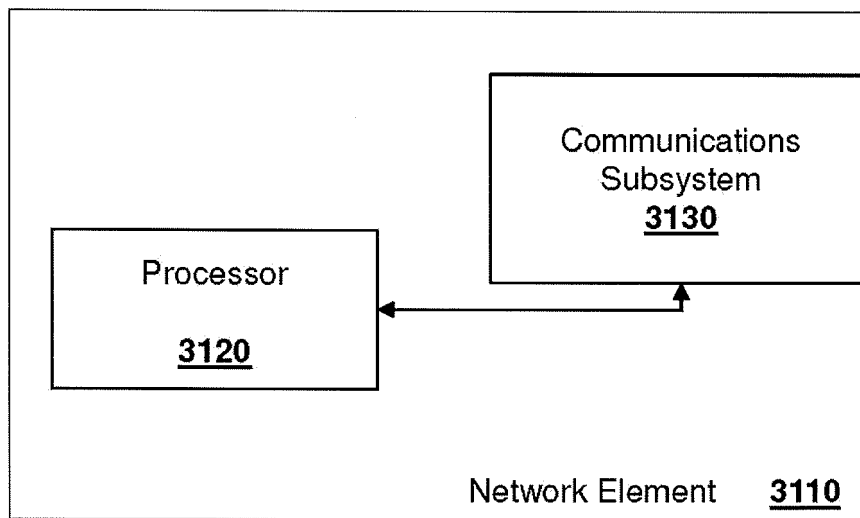 Communications
Subsystem
3130
Processor
3120
Network Element 3110